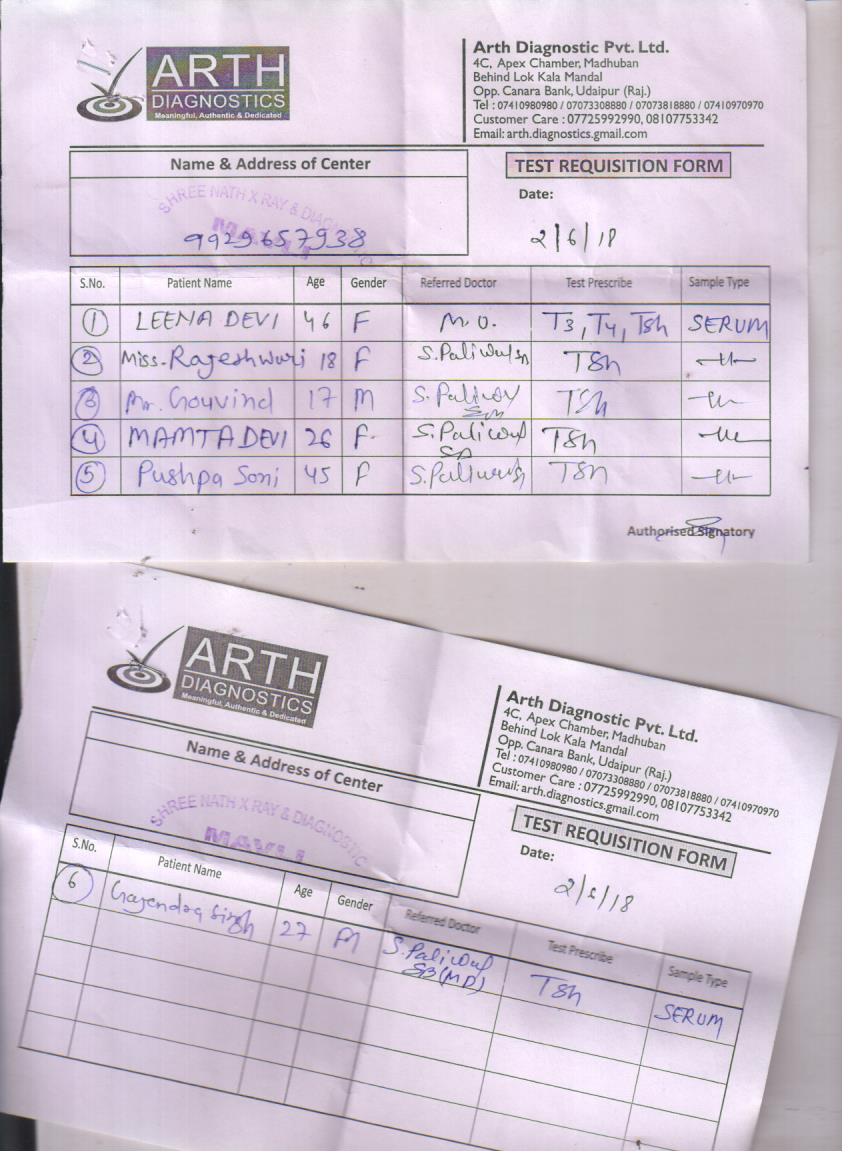 ARTH
DIAGNOSTICS
Meaningful, Authentic & Dedicated
Arth Diagnostic Pvt. Ltd.
4C, Apex Chamber, Madhuban
Behind Lok Kala Mandal
Opp. Canara Bank, Udaipur (Raj.)
Tel : 07410980980 / 07073308880 / 07073818880 / 07410970970
Customer Care : 07725992990, 08107753342
Email: arth.diagnostics.gmail.com
Name & Address of Center
TEST REQUISITION FORM
SHREE NATH X RAY & DIAGNOSTIC
MAVLI
9929657938
Date:
2/6/18
S.No. Patient Name Age Gender Referred Doctor Test Prescribe Sample Type
1 LEENA DEVI 46 F M.O. T3, T4, Tsh SERUM
2 Miss. Rajeshwari 18 F S. Paliwal TSh -〃-
3 Mr. Gouvind 17 M S. Paliwal TSh -〃-
4 MAMTA DEVI 26 F. S. Paliwal TSh -〃-
5 Pushpa Soni 45 F S. Paliwal TSh -〃-
Authorised Signatory
ARTH
DIAGNOSTICS
Meaningful, Authentic & Dedicated
Arth Diagnostic Pvt. Ltd.
4C, Apex Chamber, Madhuban
Behind Lok Kala Mandal
Opp. Canara Bank, Udaipur (Raj.)
Tel : 07410980980 / 07073308880 / 07073818880 / 07410970970
Customer Care : 07725992990, 08107753342
Email: arth.diagnostics.gmail.com
Name & Address of Center
SHREE NATH X RAY & DIAGNOSTIC
MAVLI
TEST REQUISITION FORM
Date:
2/6/18
S.No. Patient Name Age Gender Referred Doctor Test Prescribe Sample Type
6 Gajendra Singh 27 M S. Paliwal TSh SERUM
(MD)